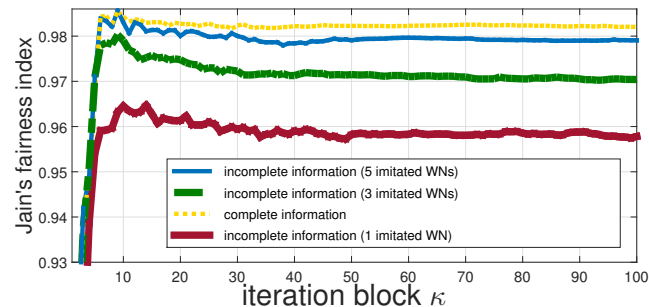 Jain's fairness index
0.98
0.97
0.96
0.95
0.94
0.93
incomplete information (5 imitated WNs)
incomplete information (3 imitated WNs)
complete information
incomplete information (1 imitated WN)
10 20 30 40 50 60 70 80 90 100
iteration block κ